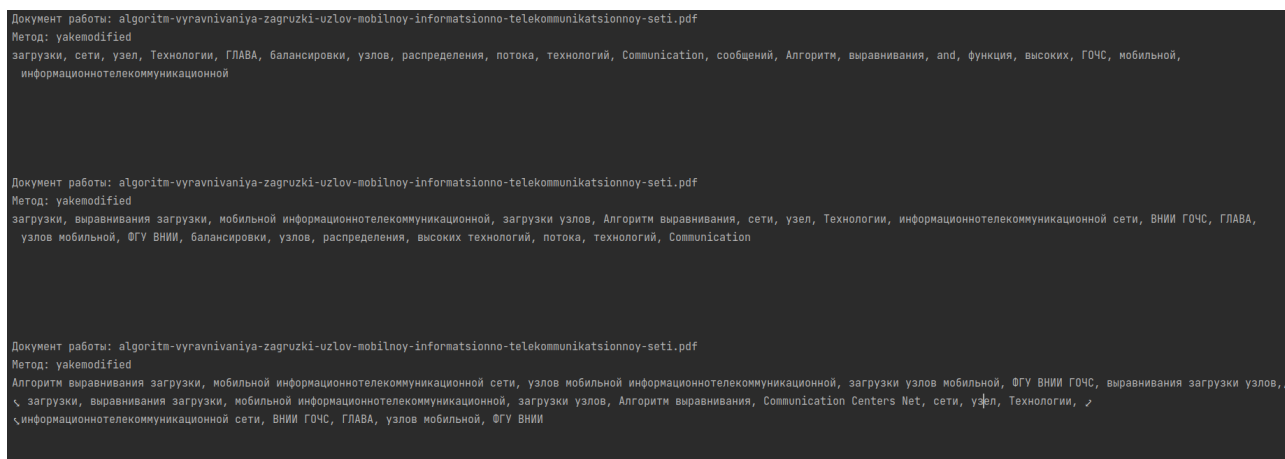 Документ работы: algoritm-vyravnivaniya-zagruzki-uzlov-mobilnoy-informatsionno-telekommunikatsionnoy-seti.pdf
Метод: yakemodified
загрузки, сети, узел, Технологии, ГЛАВА, балансировки, узлов, распределения, потока, технологий, Communication, сообщений, Алгоритм, выравнивания, and, функция, высоких, ГОЧС, мобильной,
информационнотелекоммуникационной
Документ работы: algoritm-vyravnivaniya-zagruzki-uzlov-mobilnoy-informatsionno-telekommunikatsionnoy-seti.pdf
Метод: yakemodified
загрузки, выравнивания загрузки, мобильной информационнотелекоммуникационной, загрузки узлов, Алгоритм выравнивания, сети, узел, Технологии, информационнотелекоммуникационной сети, ВНИИ ГОЧС, ГЛАВА,
узлов мобильной, ФГУ ВНИИ, балансировки, узлов, распределения, высоких технологий, потока, технологий, Communication
Документ работы: algoritm-vyravnivaniya-zagruzki-uzlov-mobilnoy-informatsionno-telekommunikatsionnoy-seti.pdf
Метод: yakemodified
Алгоритм выравнивания загрузки, мобильной информационнотелекоммуникационной сети, узлов мобильной информационнотелекоммуникационной, загрузки узлов мобильной, ФГУ ВНИИ ГОЧС, выравнивания загрузки узлов,
загрузки, выравнивания загрузки, мобильной информационнотелекоммуникационной, загрузки узлов, Алгоритм выравнивания, Communication Centers Net, сети, узел, Технологии,
информационнотелекоммуникационной сети, ВНИИ ГОЧС, ГЛАВА, узлов мобильной, ФГУ ВНИИ